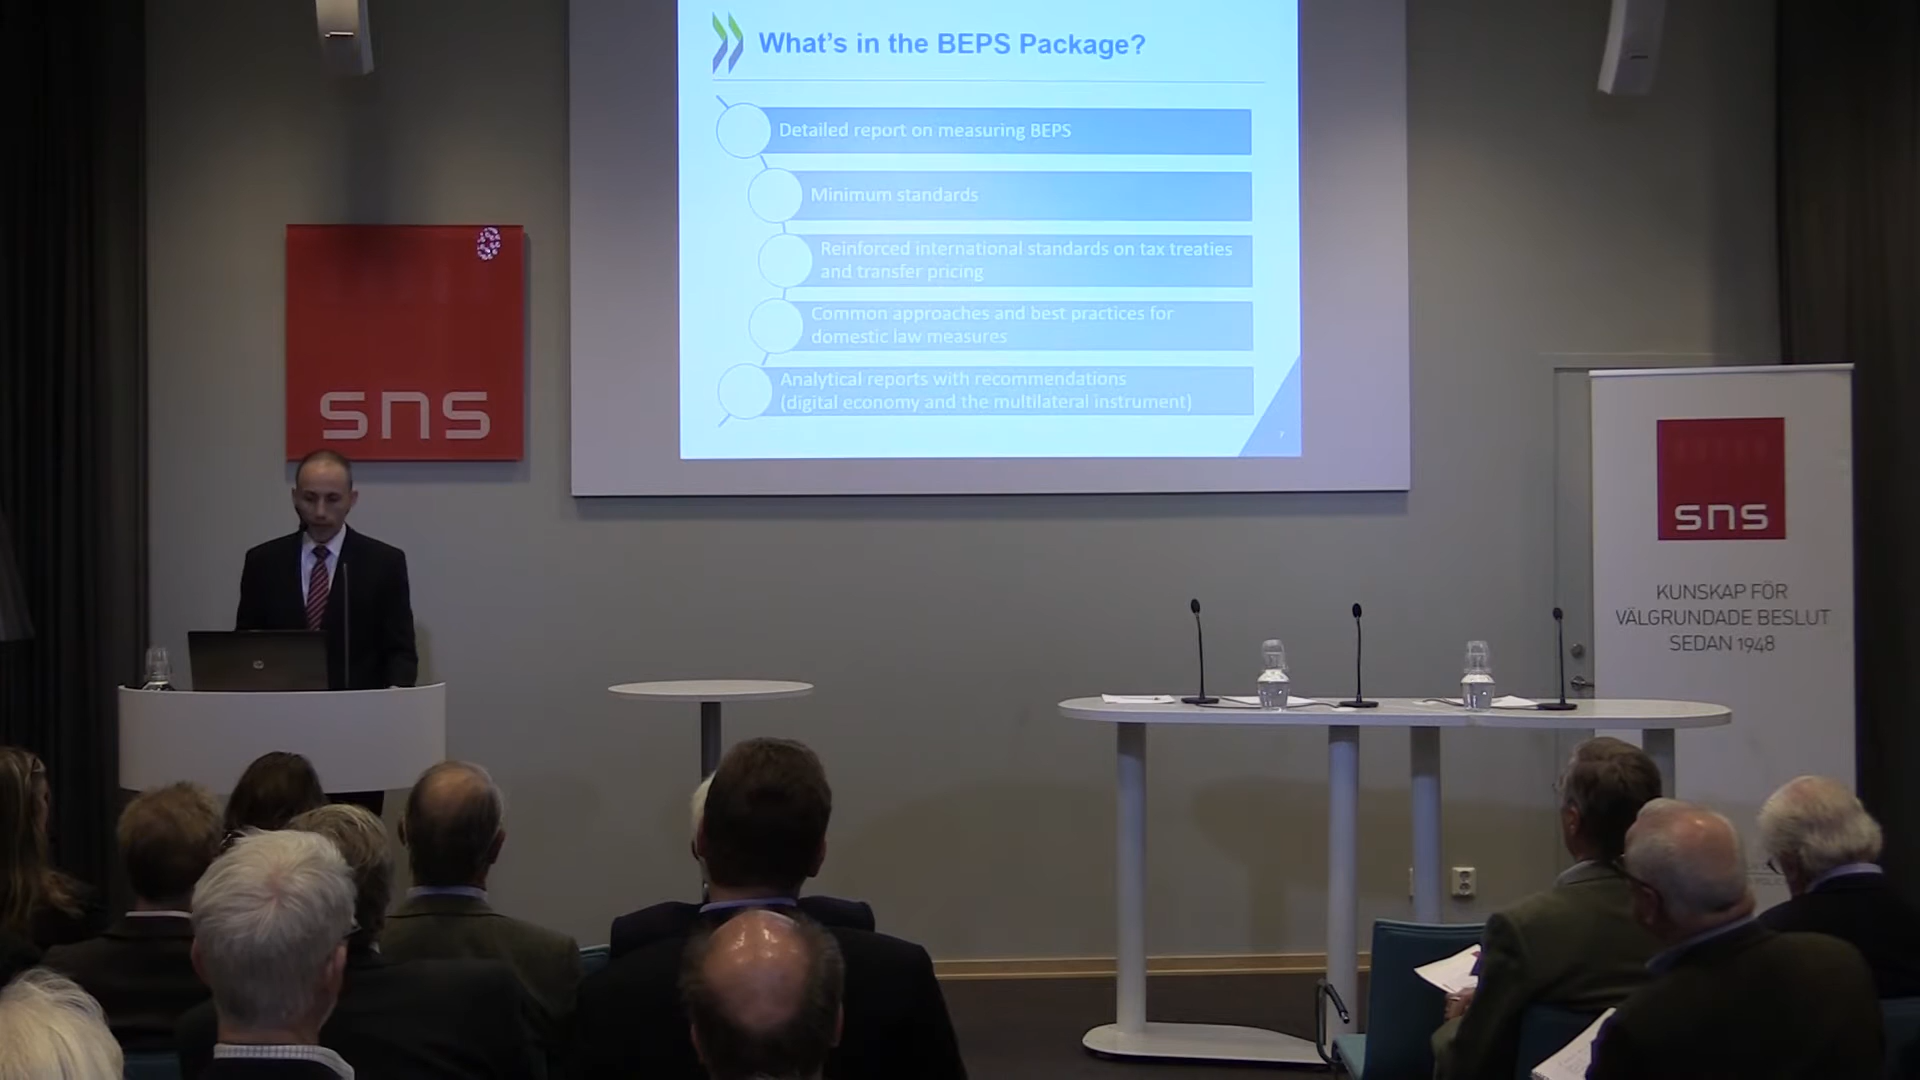 What's in the BEPS Package?
Detailed report on measuring BEPS
Minimum standards
Reinforced international standards on tax treaties
and transfer pricing
Common approaches and best practices for
domestic law measures
Analytical reports with recommendations
(digital economy and the multilateral instrument)
7
sns
sns
KUNSKAP FÖR
VÄLGRUNDADE BESLUT
SEDAN 1948
hp